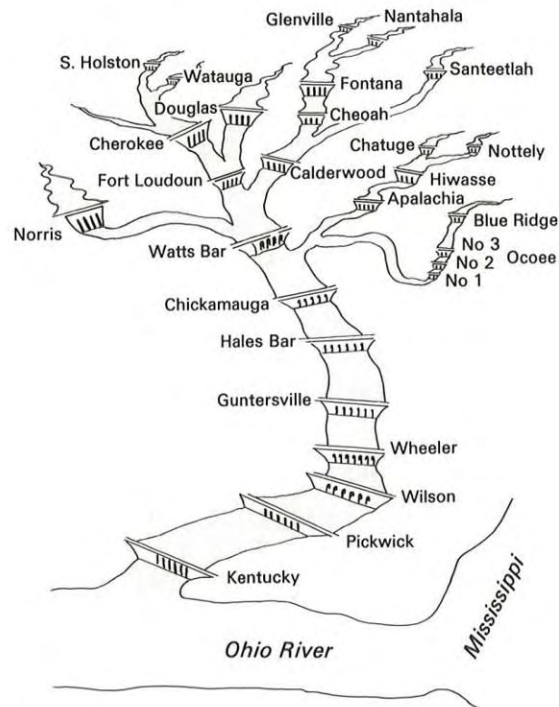 Glenville
Nantahala
S. Holston
Watauga
Santeetlah
Fontana
Douglas
Cheoah
Cherokee
Chatuge
Nottely
Fort Loudoun
Calderwood
Hiwasse
Apalachia
Blue Ridge
Norris
Watts Bar
No 3
No 2 Ocoee
No 1
Chickamauga
Hales Bar
Guntersville
Wheeler
Wilson
Pickwick
Kentucky
Mississippi
Ohio River